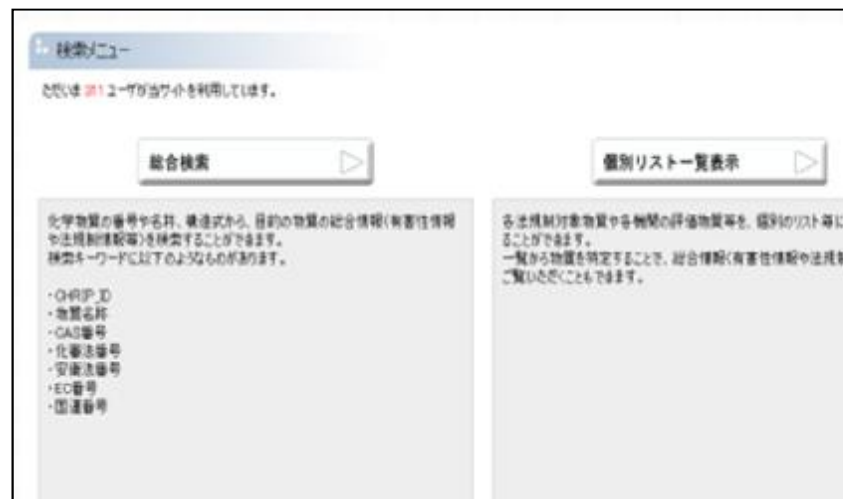 検索メニュー
ただいま 381 ユーザが当サイトを利用しています。
総合検索
化学物質の番号や名称、構造式から、目的の物質の総合情報(有害性情報
や法規制情報等)を検索することができます。
検索キーワードに以下のようなものがあります。
・CHRIP_ID
・物質名称
・CAS番号
・化審法番号
・安衛法番号
・EC番号
・国連番号
個別リスト一覧表示
各法規制対象物質や各機関の評価物質等を、個別のリスト毎に
ることができます。
一覧から物質を特定することで、総合情報(有害性情報や法規制
ご覧いただくこともできます。